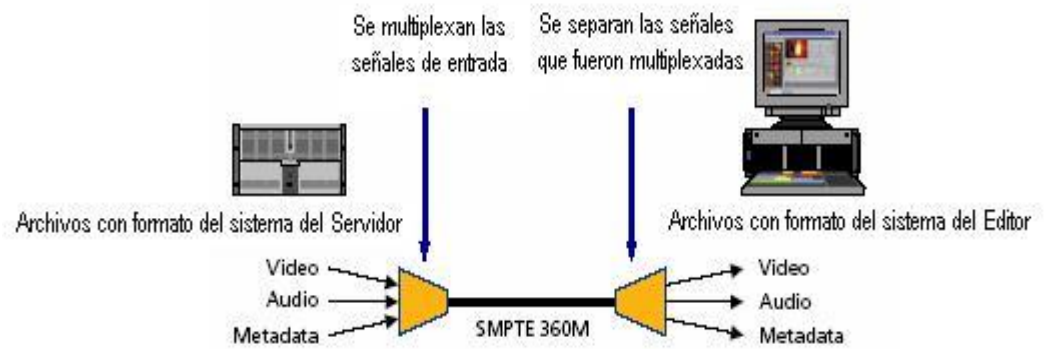 Se multiplexan las
señales de entrada
Se separan las señales
que fueron multiplexadas
Archivos con formato del sistema del Servidor
Archivos con formato del sistema del Editor
Video
Audio
Metadata
SMPTE 360M
Video
Audio
Metadata